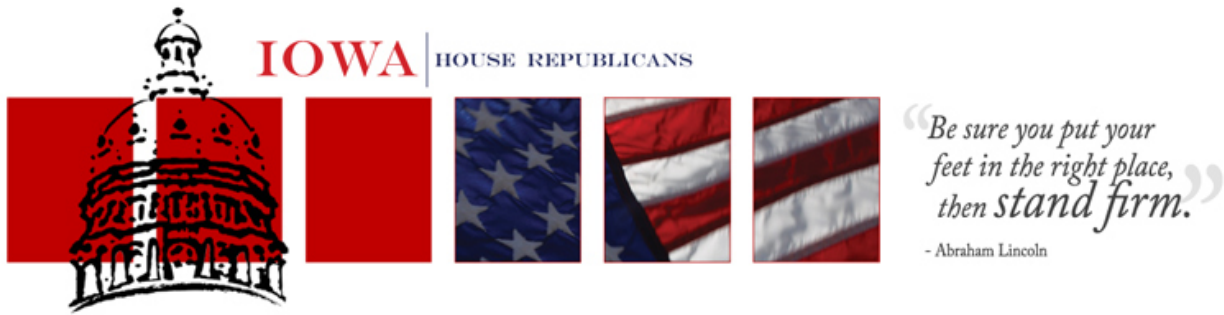 IOWA HOUSE REPUBLICANS
“Be sure you put your
feet in the right place,
then stand firm.”
- Abraham Lincoln